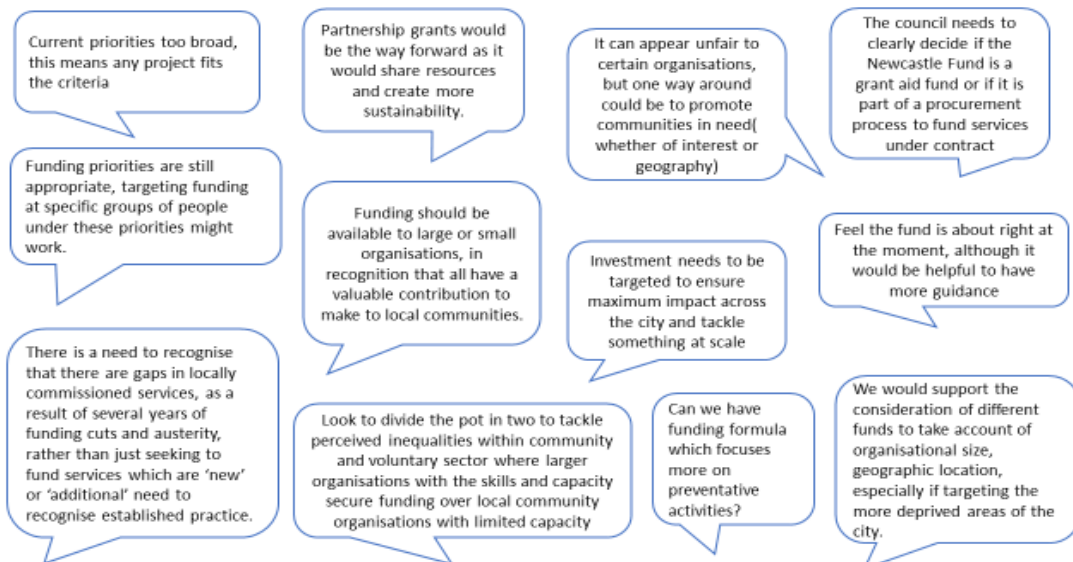 Current priorities too broad,
this means any project fits
the criteria
Partnership grants would
be the way forward as it
would share resources
and create more
sustainability.
It can appear unfair to
certain organisations,
but one way around
could be to promote
communities in need(
whether of interest or
geography)
The council needs to
clearly decide if the
Newcastle Fund is a
grant aid fund or if it is
part of a procurement
process to fund services
under contract
Funding priorities are still
appropriate, targeting funding
at specific groups of people
under these priorities might
work.
Funding should be
available to large or small
organisations, in
recognition that all have a
valuable contribution to
make to local communities.
Investment needs to be
targeted to ensure
maximum impact across
the city and tackle
something at scale
Feel the fund is about right at
the moment, although it
would be helpful to have
more guidance
There is a need to recognise
that there are gaps in locally
commissioned services, as a
result of several years of
funding cuts and austerity,
rather than just seeking to
fund services which are ‘new’
or ‘additional’ need to
recognise established practice.
Look to divide the pot in two to tackle
perceived inequalities within community
and voluntary sector where larger
organisations with the skills and capacity
secure funding over local community
organisations with limited capacity
Can we have
funding formula
which focuses
more on
preventative
activities?
We would support the
consideration of different
funds to take account of
organisational size,
geographic location,
especially if targeting the
more deprived areas of the
city.